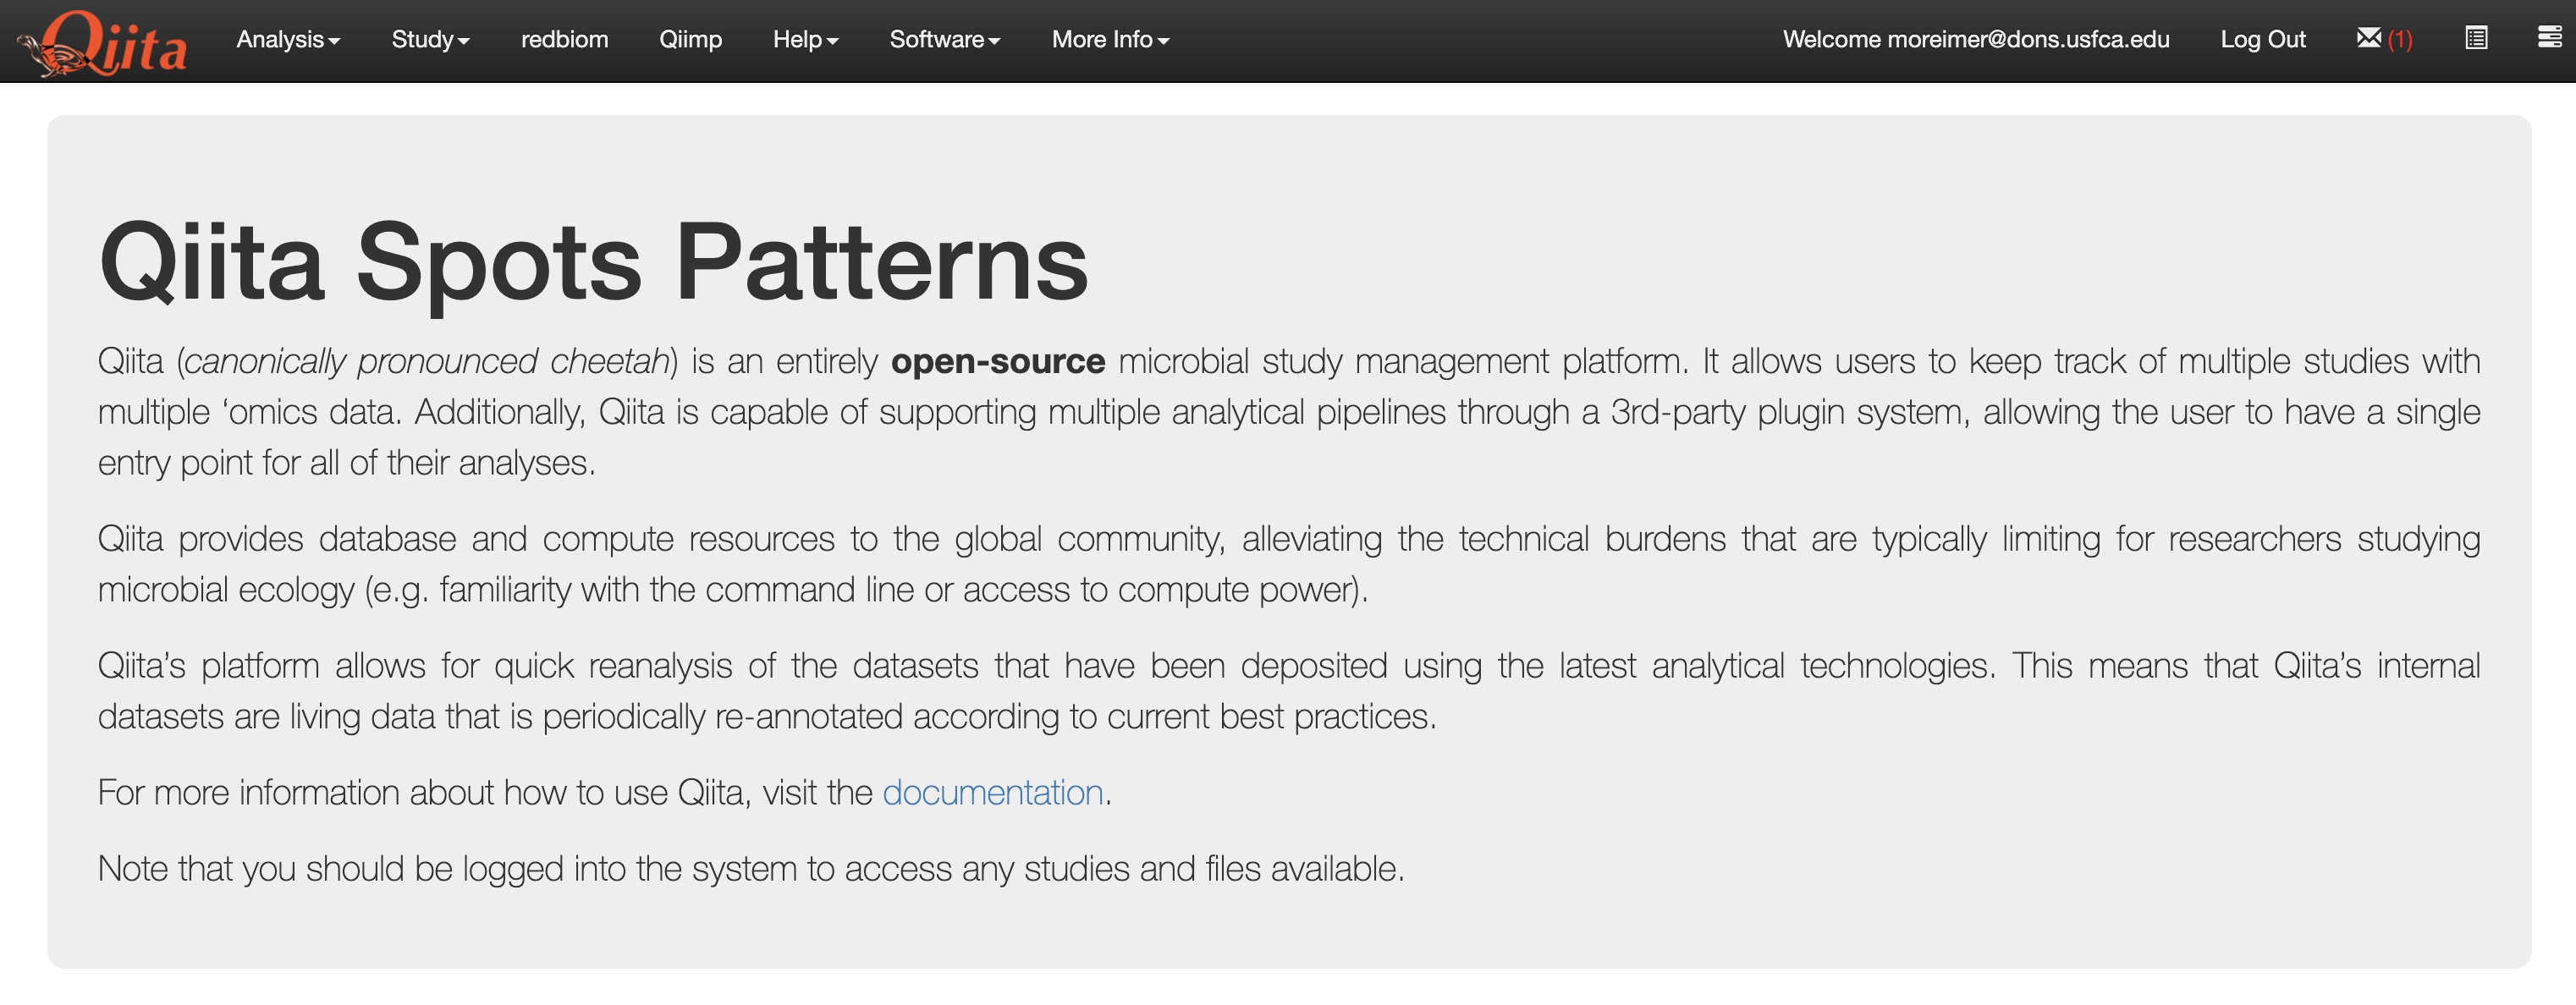 Qiita Analysis Study redbiom Qiimp Help Software More Info Welcome moreimer@dons.usfca.edu Log Out (1)
Qiita Spots Patterns
Qiita (canonically pronounced cheetah) is an entirely open-source microbial study management platform. It allows users to keep track of multiple studies with
multiple ‘omics data. Additionally, Qiita is capable of supporting multiple analytical pipelines through a 3rd-party plugin system, allowing the user to have a single
entry point for all of their analyses.
Qiita provides database and compute resources to the global community, alleviating the technical burdens that are typically limiting for researchers studying
microbial ecology (e.g. familiarity with the command line or access to compute power).
Qiita’s platform allows for quick reanalysis of the datasets that have been deposited using the latest analytical technologies. This means that Qiita’s internal
datasets are living data that is periodically re-annotated according to current best practices.
For more information about how to use Qiita, visit the documentation.
Note that you should be logged into the system to access any studies and files available.